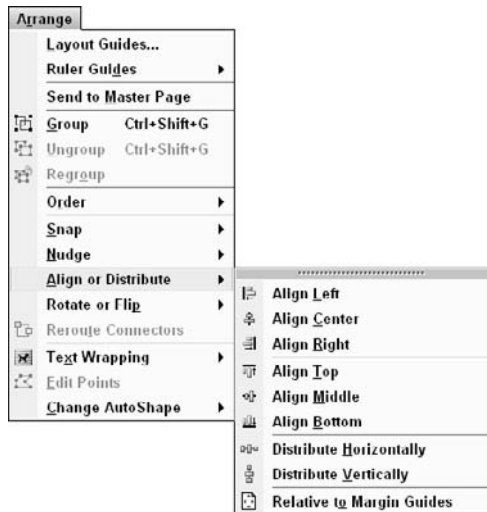 Arrange
Layout Guides...
Ruler Guides
Send to Master Page
Group Ctrl+Shift+G
Ungroup Ctrl+Shift+G
Regroup
Order
Snap
Nudge
Align or Distribute
Rotate or Flip
Reroute Connectors
Text Wrapping
Edit Points
Change AutoShape
Align Left
Align Center
Align Right
Align Top
Align Middle
Align Bottom
Distribute Horizontally
Distribute Vertically
Relative to Margin Guides